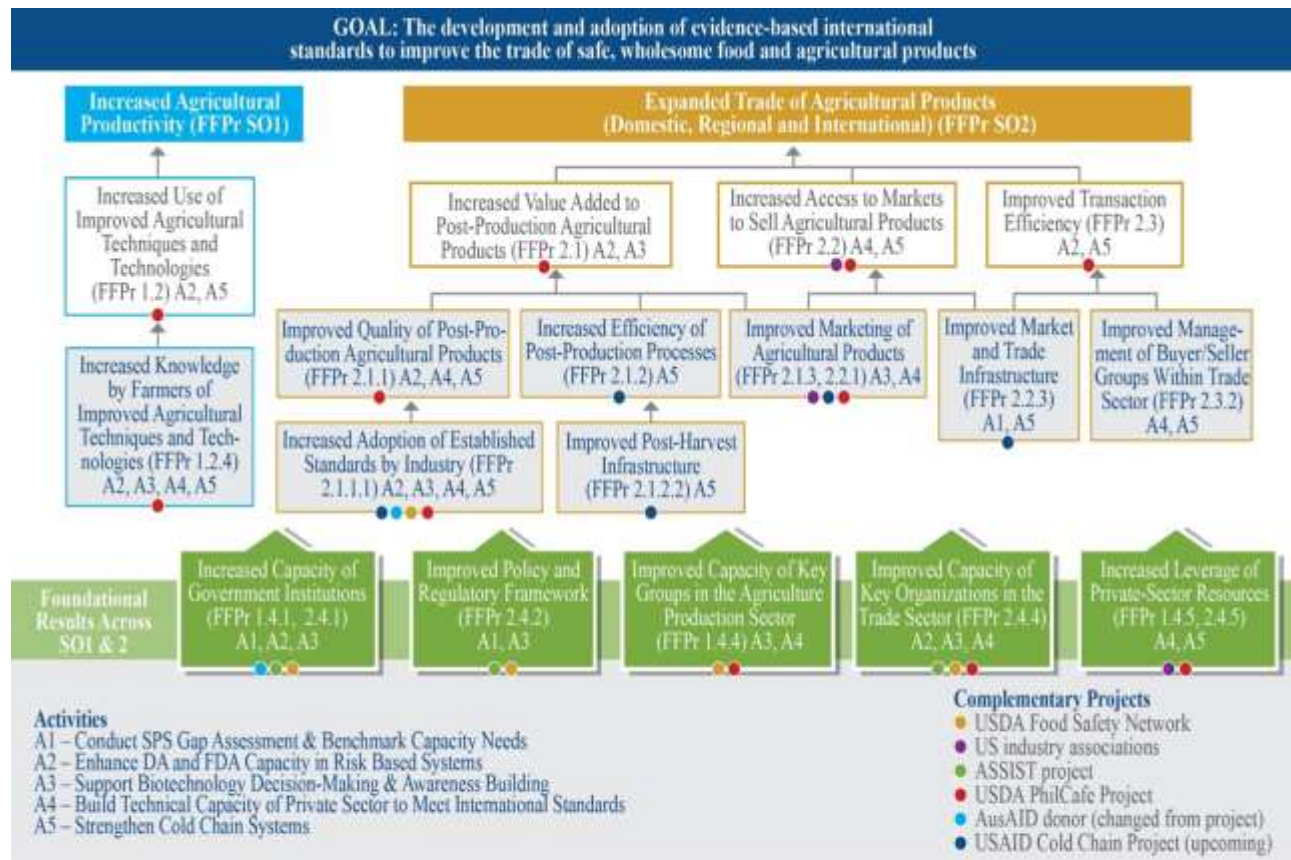 GOAL: The development and adoption of evidence-based international
standards to improve the trade of safe, wholesome food and agricultural products
Increased Agricultural
Productivity (FFPr SO1)
Expanded Trade of Agricultural Products
(Domestic, Regional and International) (FFPr SO2)
Increased Use of
Improved Agricultural
Techniques and
Technologies
(FFPr 1.2) A2, A5
Increased Value Added to
Post-Production Agricultural
Products (FFPr 2.1) A2, A3
Increased Access to Markets
to Sell Agricultural Products
(FFPr 2.2) A4, A5
Improved Transaction
Efficiency (FFPr 2.3)
A2, A5
Increased Knowledge
by Farmers of
Improved Agricultural
Techniques and Tech-
nologies (FFPr 1.2.4)
A2, A3, A4, A5
Improved Quality of Post-Pro-
duction Agricultural Products
(FFPr 2.1.1) A2, A4, A5
Increased Efficiency of
Post-Production Processes
(FFPr 2.1.2) A5
Improved Marketing of
Agricultural Products
(FFPr 2.1.3, 2.2.1) A3, A4
Improved Market
and Trade
Infrastructure
(FFPr 2.2.3)
A1, A5
Improved Manage-
ment of Buyer/Seller
Groups Within Trade
Sector (FFPr 2.3.2)
A4, A5
Increased Adoption of Established
Standards by Industry (FFPr
2.1.1.1) A2, A3, A4, A5
Improved Post-Harvest
Infrastructure
(FFPr 2.1.2.2) A5
Foundational
Results Across
SO1 & 2
Increased Capacity of
Government Institutions
(FFPr 1.4.1, 2.4.1)
A1, A2, A3
Improved Policy and
Regulatory Framework
(FFPr 2.4.2)
A1, A3
Improved Capacity of Key
Groups in the Agriculture
Production Sector
(FFPr 1.4.4) A3, A4
Improved Capacity of
Key Organizations in the
Trade Sector (FFPr 2.4.4)
A2, A3, A4
Increased Leverage of
Private-Sector Resources
(FFPr 1.4.5, 2.4.5)
A4, A5
Activities
A1 – Conduct SPS Gap Assessment & Benchmark Capacity Needs
A2 – Enhance DA and FDA Capacity in Risk Based Systems
A3 – Support Biotechnology Decision-Making & Awareness Building
A4 – Build Technical Capacity of Private Sector to Meet International Standards
A5 – Strengthen Cold Chain Systems
Complementary Projects
USDA Food Safety Network
US industry associations
ASSIST project
USDA PhilCafe Project
AusAID donor (changed from project)
USAID Cold Chain Project (upcoming)